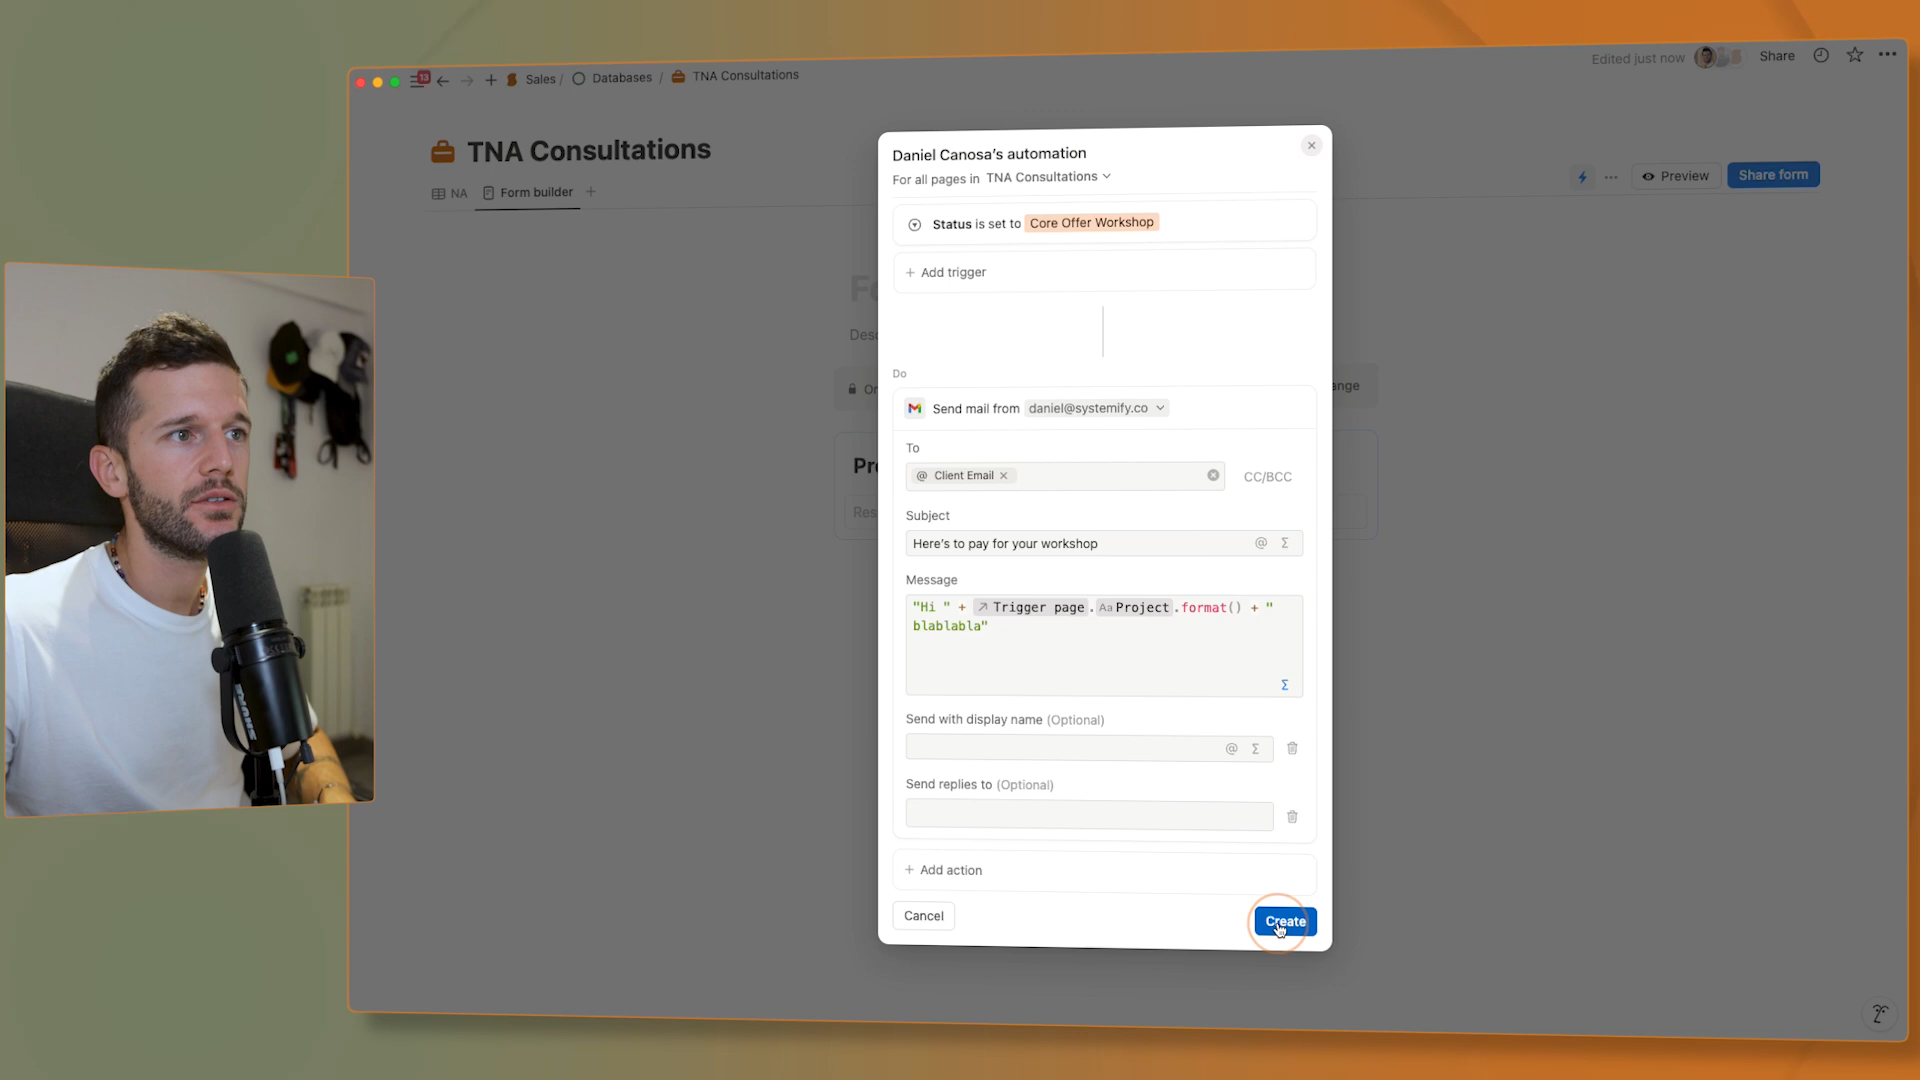 13
Sales / Databases / TNA Consultations
Edited just now
Share
TNA Consultations
NA
Form builder
Preview
Share form
Daniel Canosa's automation
For all pages in TNA Consultations
Status is set to Core Offer Workshop
Add trigger
Do
Send mail from daniel@systemify.co
To
@ Client Email
CC/BCC
Subject
Here's to pay for your workshop
@ Σ
Message
"Hi " + Trigger page.Aa Project.format() + "
blablabla"
Σ
Send with display name (Optional)
@ Σ
Send replies to (Optional)
Add action
Cancel
Create